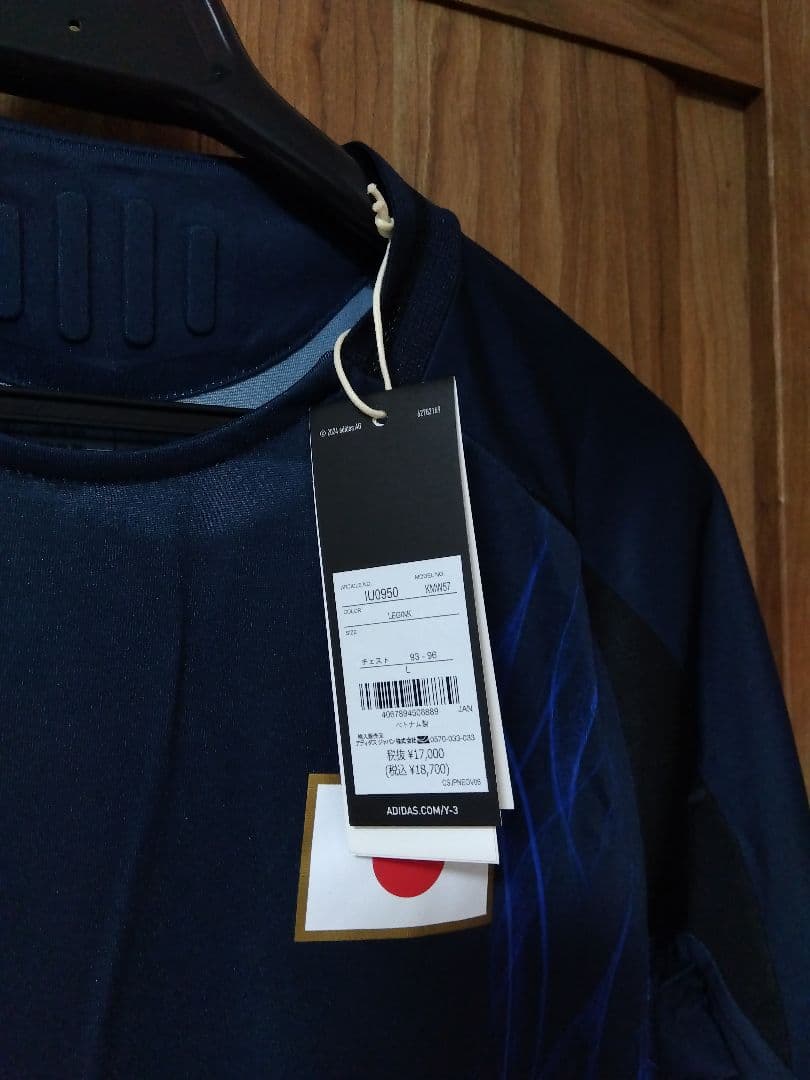 © 2024 adidas AG
62782169
ARTICLE NO.
MODEL NO.
IU0950
KMW57
COLOR
LEGINK
SIZE
チェスト 93 - 96
L
4067894508889
JAN
ベトナム製
輸入販売元
アディダス ジャパン株式会社 0570-033-033
税抜 ¥17,000
(税込 ¥18,700)
ADIDAS.COM/Y-3